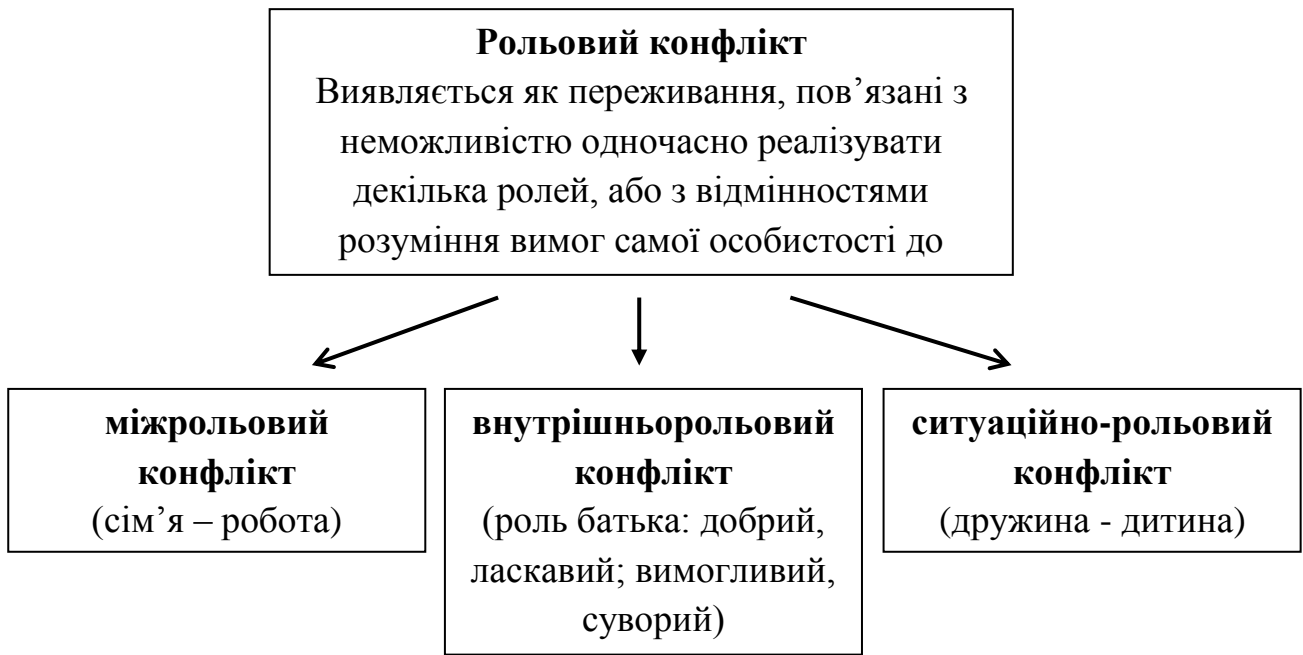 Рольовий конфлікт
Виявляється як переживання, пов’язані з
неможливістю одночасно реалізувати
декілька ролей, або з відмінностями
розуміння вимог самої особистості до
міжрольовий
конфлікт
(сім’я – робота)
внутрішньорольовий
конфлікт
(роль батька: добрий,
ласкавий; вимогливий,
суворий)
ситуаційно-рольовий
конфлікт
(дружина - дитина)